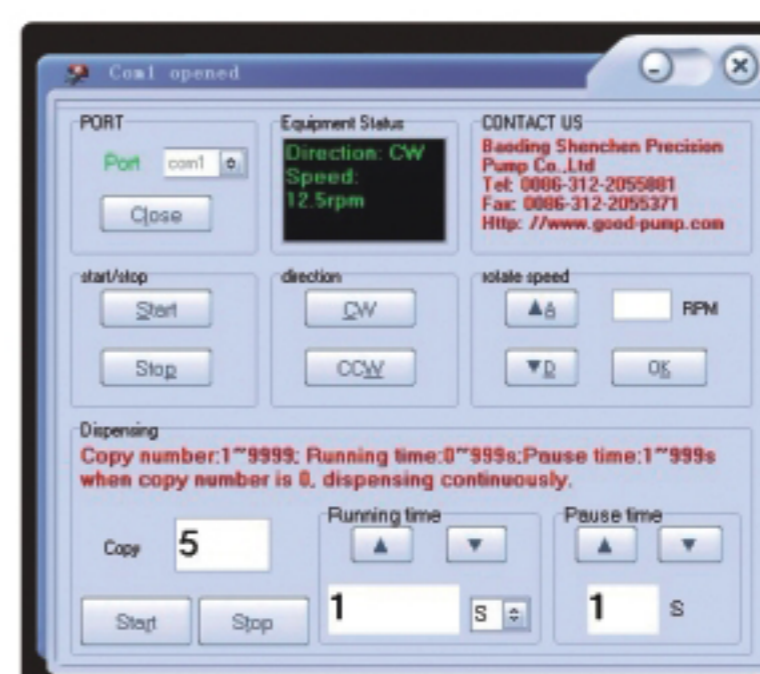 Com1 opened
PORT
Port com1
Close
Equipment Status
Direction: CW
Speed:
12.5rpm
CONTACT US
Baoding Shenchen Precision
Pump Co.,Ltd
Tel: 0086-312-2055881
Fax: 0086-312-2055371
Http: //www.good-pump.com
start/stop
Start
Stop
direction
CW
CCW
rotate speed
▲A RPM
▼D OK
Dispensing
Copy number:1~9999; Running time:0~999s;Pause time:1~999s
when copy number is 0, dispensing continuously.
Copy 5
Start Stop
Running time
▲ ▼
1 S
Pause time
▲ ▼
1 S